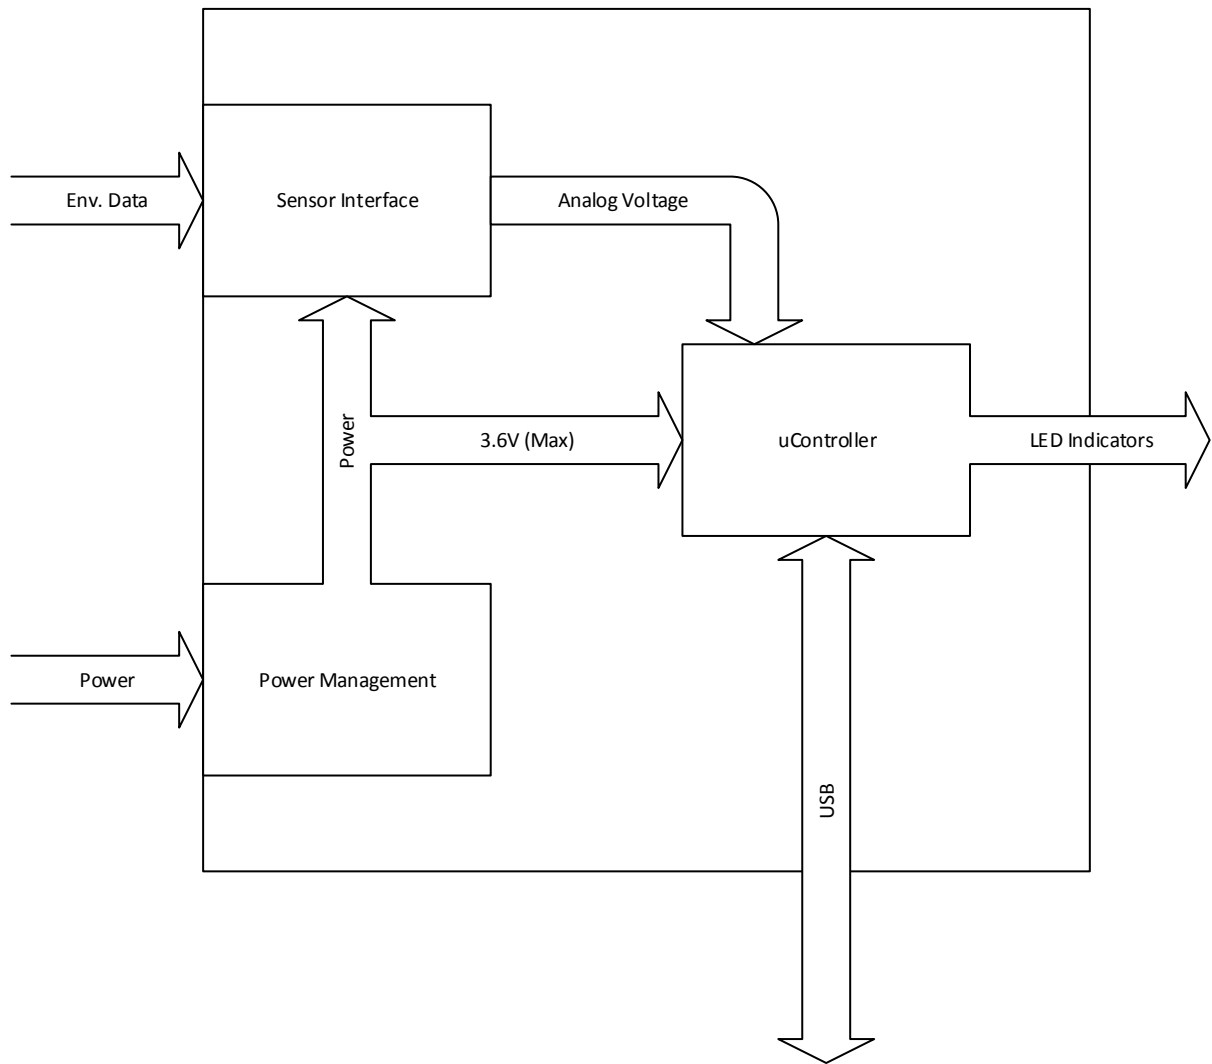 Env. Data
Sensor Interface
Analog Voltage
Power
3.6V (Max)
uController
LED Indicators
Power
Power Management
USB